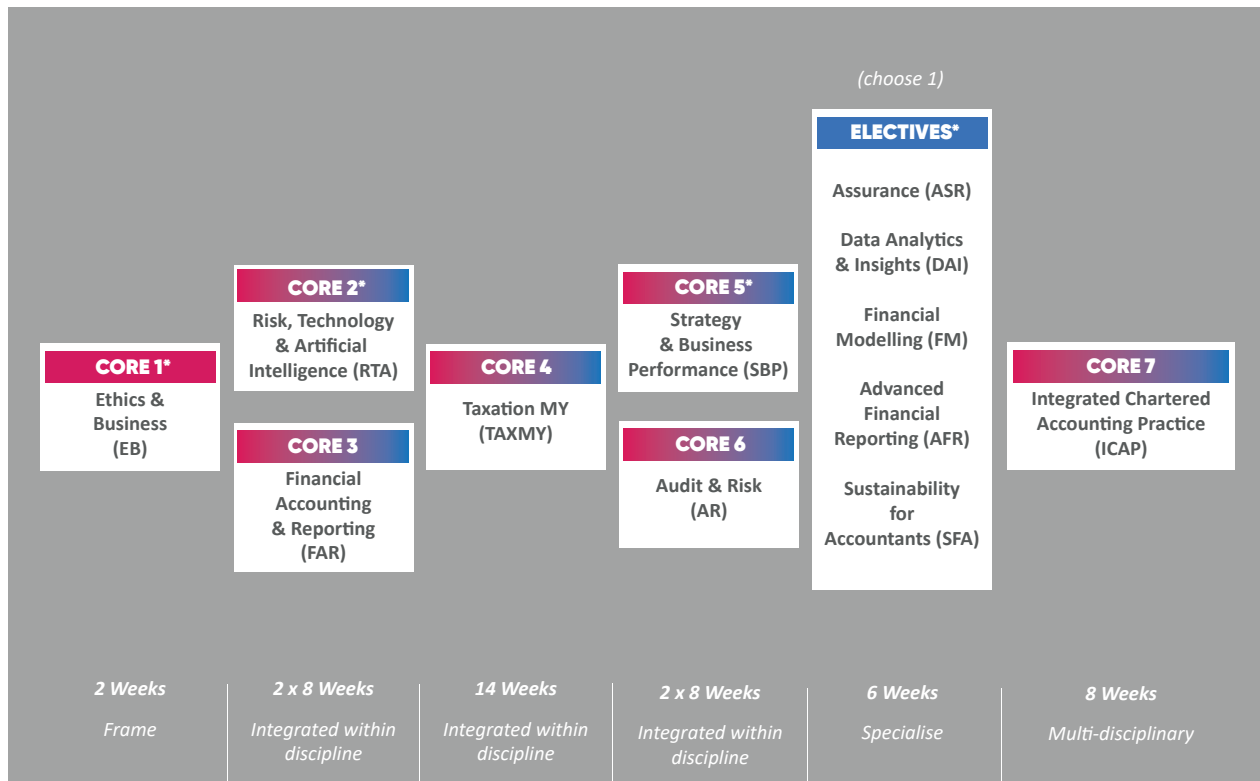 (choose 1)
CORE 1*
Ethics &
Business
(EB)
CORE 2*
Risk, Technology
& Artificial
Intelligence (RTA)
CORE 3
Financial
Accounting
& Reporting
(FAR)
CORE 4
Taxation MY
(TAXMY)
CORE 5*
Strategy
& Business
Performance (SBP)
CORE 6
Audit & Risk
(AR)
ELECTIVES*
Assurance (ASR)
Data Analytics
& Insights (DAI)
Financial
Modelling (FM)
Advanced
Financial
Reporting (AFR)
Sustainability
for
Accountants (SFA)
CORE 7
Integrated Chartered
Accounting Practice
(ICAP)
2 Weeks
Frame
2 x 8 Weeks
Integrated within
discipline
14 Weeks
Integrated within
discipline
2 x 8 Weeks
Integrated within
discipline
6 Weeks
Specialise
8 Weeks
Multi-disciplinary